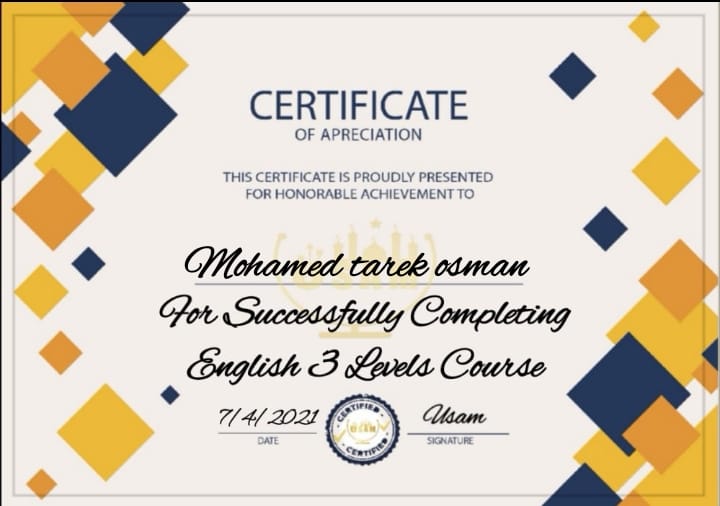 CERTIFICATE
OF APRECIATION
THIS CERTIFICATE IS PROUDLY PRESENTED
FOR HONORABLE ACHIEVEMENT TO
Mohamed tarek osman
For Successfully Completing
English 3 Levels Course
7/4/2021
Usam
DATE
SIGNATURE
CERTIFIED
USAM
CERTIFIED